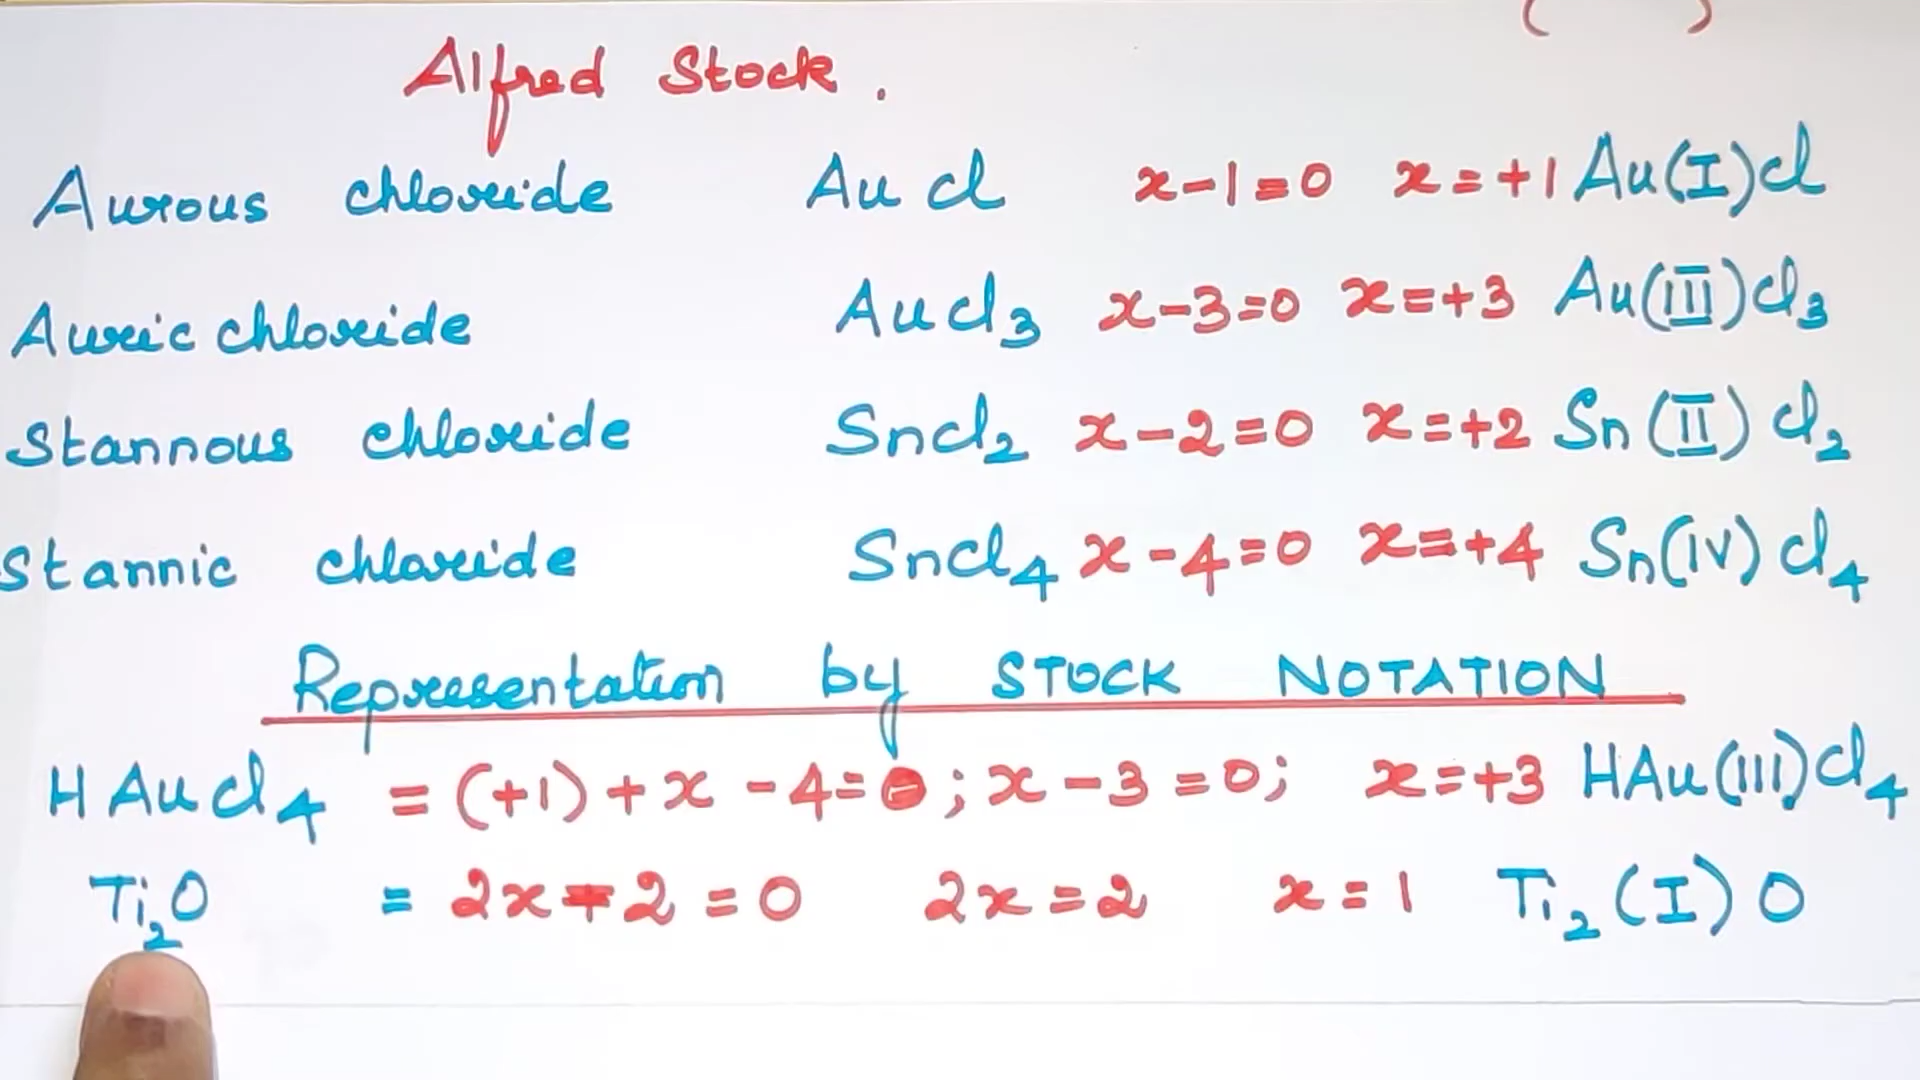 Alfred Stock.
Aurous chloride AuCl x-1=0 x=+1 Au(I)Cl
Auric chloride AuCl₃ x-3=0 x=+3 Au(III)Cl₃
Stannous chloride SnCl₂ x-2=0 x=+2 Sn(II)Cl₂
Stannic chloride SnCl₄ x-4=0 x=+4 Sn(IV)Cl₄
Representation by STOCK NOTATION
HAuCl₄ = (+1)+x-4=0; x-3=0; x=+3 HAu(III)Cl₄
Ti₂O = 2x-2=0 2x=2 x=1 Ti₂(I)O